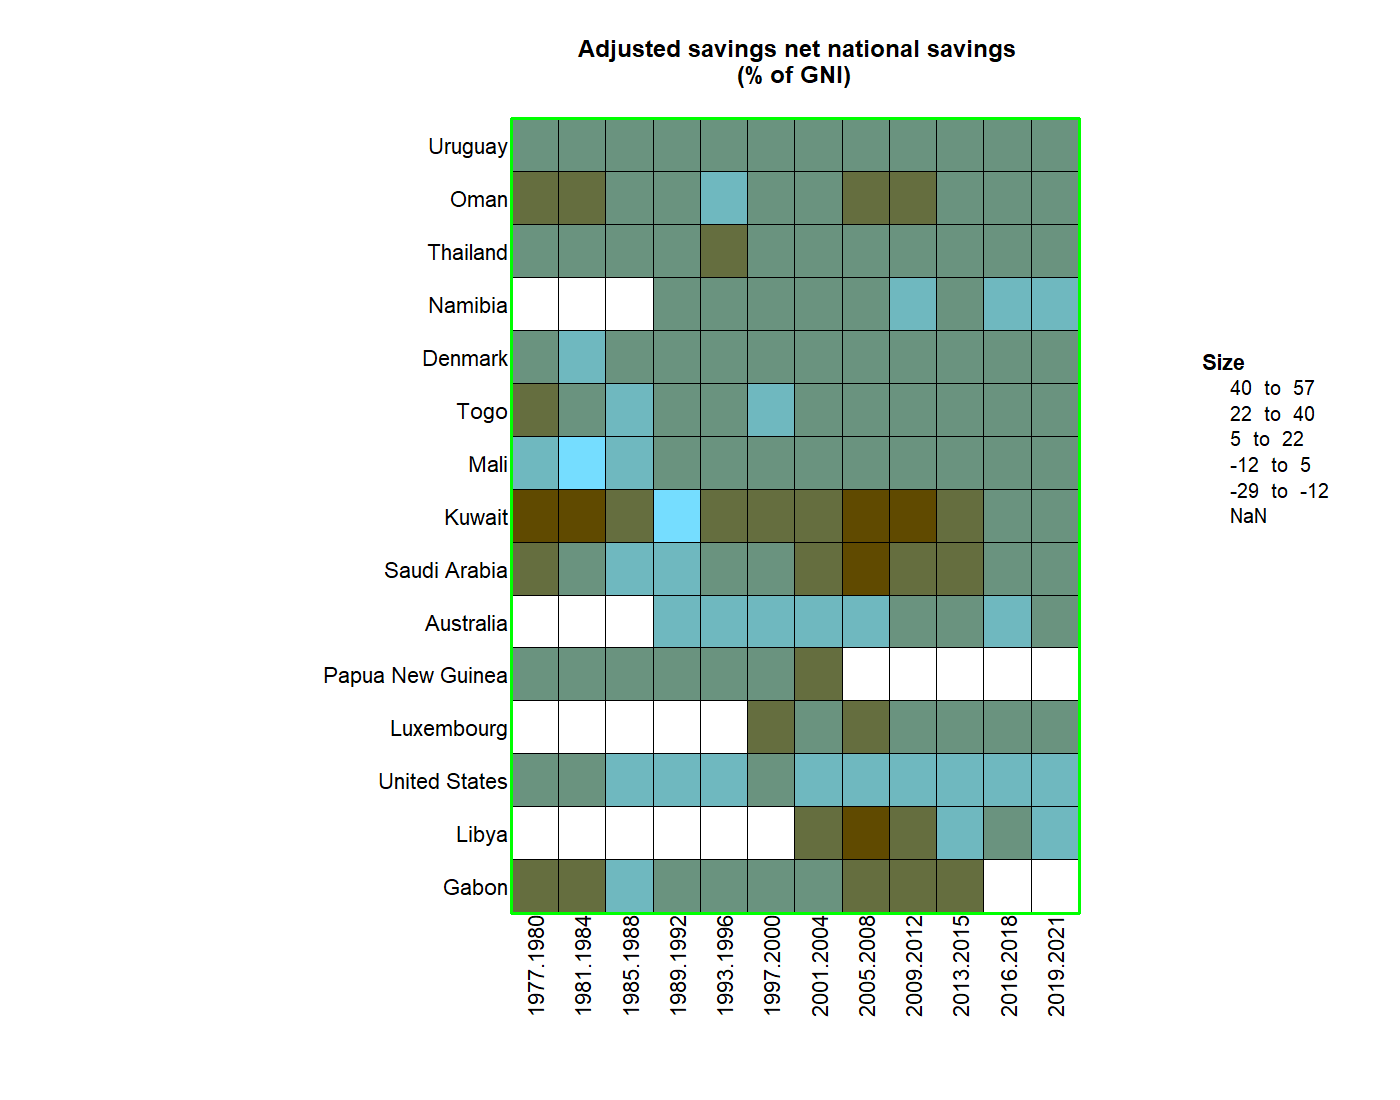 Adjusted savings net national savings
(% of GNI)
Uruguay
Oman
Thailand
Namibia
Denmark
Togo
Mali
Kuwait
Saudi Arabia
Australia
Papua New Guinea
Luxembourg
United States
Libya
Gabon
1977.1980
1981.1984
1985.1988
1989.1992
1993.1996
1997.2000
2001.2004
2005.2008
2009.2012
2013.2015
2016.2018
2019.2021
Size
40 to 57
22 to 40
5 to 22
-12 to 5
-29 to -12
NaN